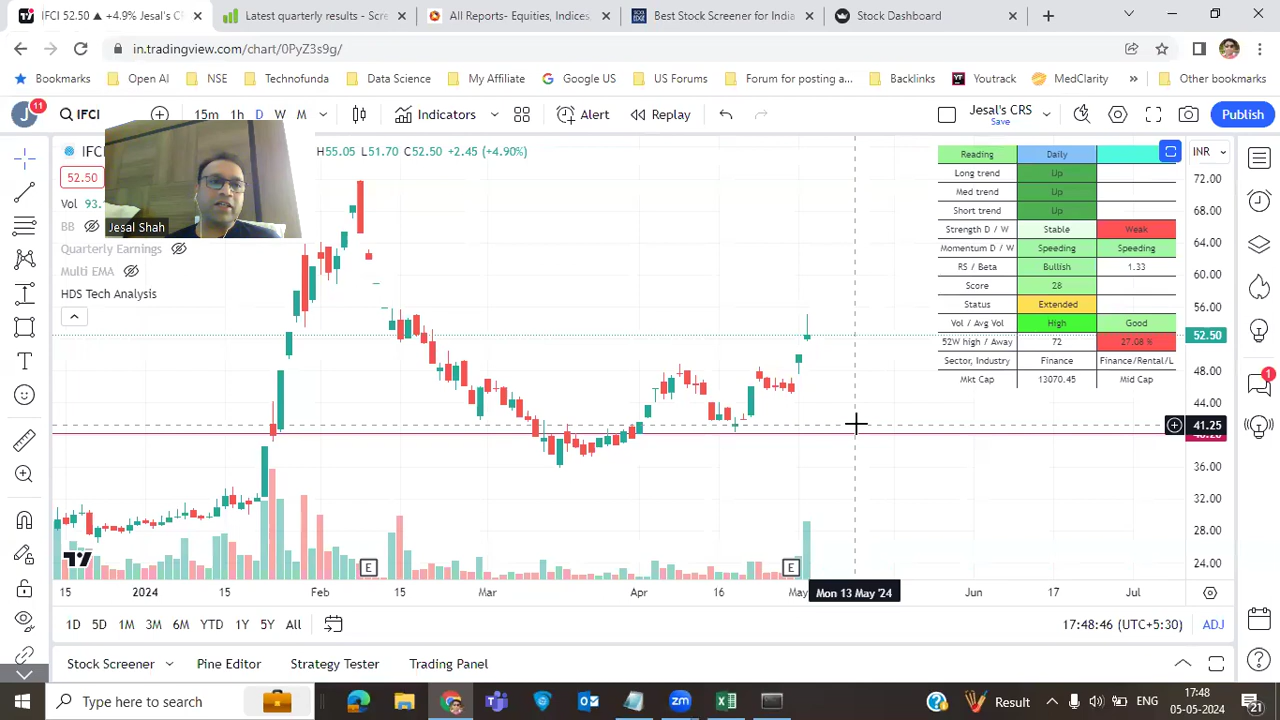 IFCI ▲ +4.9% Jesal's CR
Latest quarterly results - stre
All Reports- Equities,Indices,
Best Stock Screener for India
Stock Dashboard
in.tradingview.com/chart/0PyZ3s9g/
Bookmarks
Open AI
NSE
Technofunda
Data Science
My Affiliate
Google US
US Forums
Forum for posting a...
Backlinks
Youtrack
MedClarity
Other bookmarks
J
11
IFCI
15m
1h
D
W
M
Indicators
Alert
Replay
Jesal's CRS
Save
Publish
IFC
H55.05 L51.70 C52.50 +2.45 (+4.90%)
52.50
Vol 93.
BB
Quarterly Earnings
Multi EMA
HDS Tech Analysis
Jesal Shah
Reading Daily
Long trend Up
Med trend Up
Short trend Up
Strength D / W Stable Weak
Momentum D / W Speeding Speeding
RS / Beta Bullish 1.33
Score 28
Status Extended
Vol / Avg Vol High Good
52W high / Away 72 27.08 %
Sector, Industry Finance Finance/Rental/L
Mkt Cap 13070.45 Mid Cap
INR
72.00
68.00
64.00
60.00
56.00
52.50
48.00
44.00
41.25
36.00
32.00
28.00
24.00
1
E
E
15
2024
15
Feb
15
Mar
Apr
16
May
Mon 13 May '24
Jun
17
Jul
1D 5D 1M 3M 6M YTD 1Y 5Y All
17:48:46 (UTC+5:30)
ADJ
Stock Screener
Pine Editor
Strategy Tester
Trading Panel
Type here to search
zm
Result
ENG
17:48
05-05-2024
21